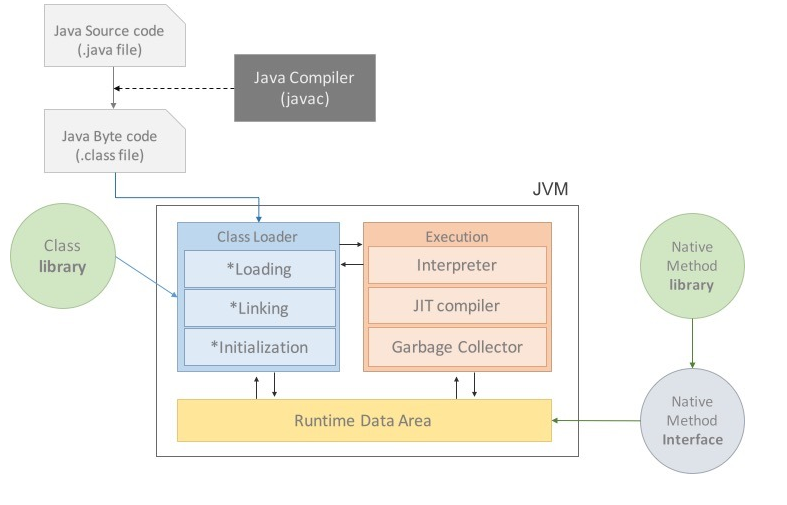 Java Source code
(.java file)
Java Compiler
(javac)
Java Byte code
(.class file)
JVM
Class
library
Class Loader
*Loading
*Linking
*Initialization
Execution
Interpreter
JIT compiler
Garbage Collector
Runtime Data Area
Native
Method
library
Native
Method
Interface